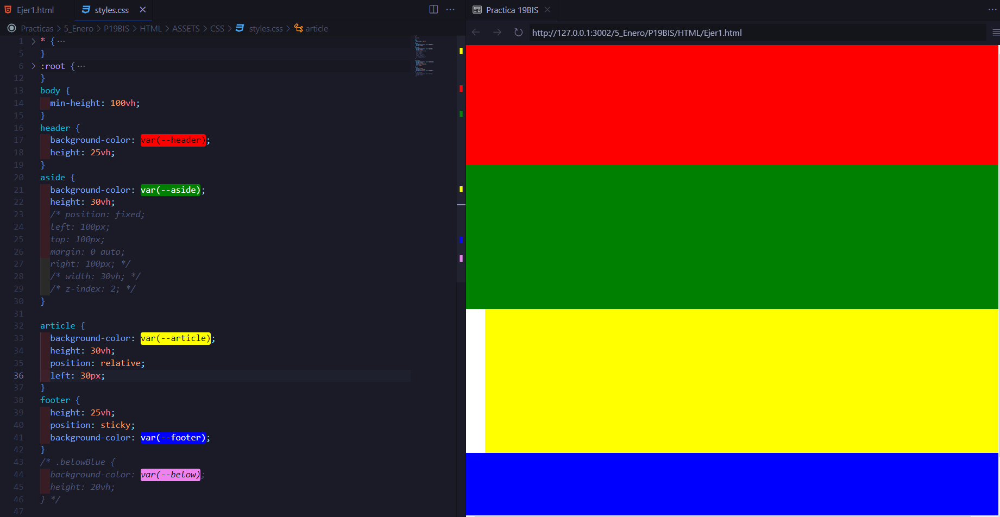 Ejer1.html
styles.css
Practicas > 5_Enero > P19BIS > HTML > ASSETS > CSS > styles.css > article
1 * { ···
5 }
6 :root { ···
12 }
13 body {
14 min-height: 100vh;
15 }
16 header {
17 background-color: var(--header);
18 height: 25vh;
19 }
20 aside {
21 background-color: var(--aside);
22 height: 30vh;
23 /* position: fixed;
24 left: 100px;
25 top: 100px;
26 margin: 0 auto;
27 right: 100px; */
28 /* width: 30vh; */
29 /* z-index: 2; */
30 }
31
32 article {
33 background-color: var(--article);
34 height: 30vh;
35 position: relative;
36 left: 30px;
37 }
38 footer {
39 height: 25vh;
40 position: sticky;
41 background-color: var(--footer);
42 }
43 /* .belowBlue {
44 background-color: var(--below);
45 height: 20vh;
46 } */
47
Practica 19BIS
http://127.0.0.1:3002/5_Enero/P19BIS/HTML/Ejer1.html